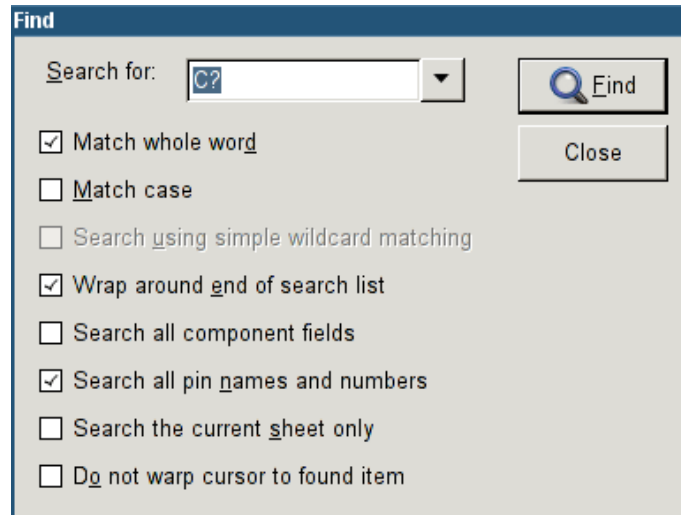 Find
Search for:
C?
Find
Match whole word
Close
Match case
Search using simple wildcard matching
Wrap around end of search list
Search all component fields
Search all pin names and numbers
Search the current sheet only
Do not warp cursor to found item